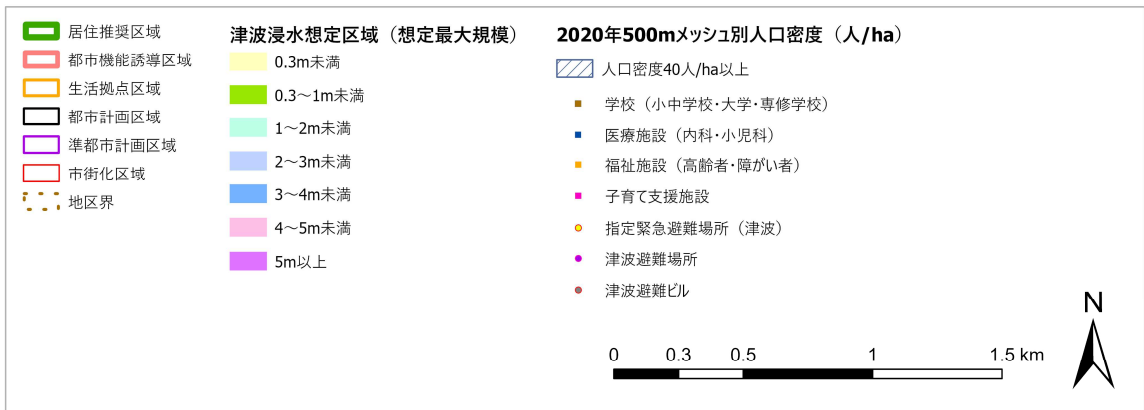 居住推奨区域
都市機能誘導区域
生活拠点区域
都市計画区域
準都市計画区域
市街化区域
地区界
津波浸水想定区域（想定最大規模）
0.3m未満
0.3～1m未満
1～2m未満
2～3m未満
3～4m未満
4～5m未満
5m以上
2020年500mメッシュ別人口密度（人/ha）
人口密度40人/ha以上
学校（小中学校・大学・専修学校）
医療施設（内科・小児科）
福祉施設（高齢者・障がい者）
子育て支援施設
指定緊急避難場所（津波）
津波避難場所
津波避難ビル
N
0 0.3 0.5 1 1.5 km